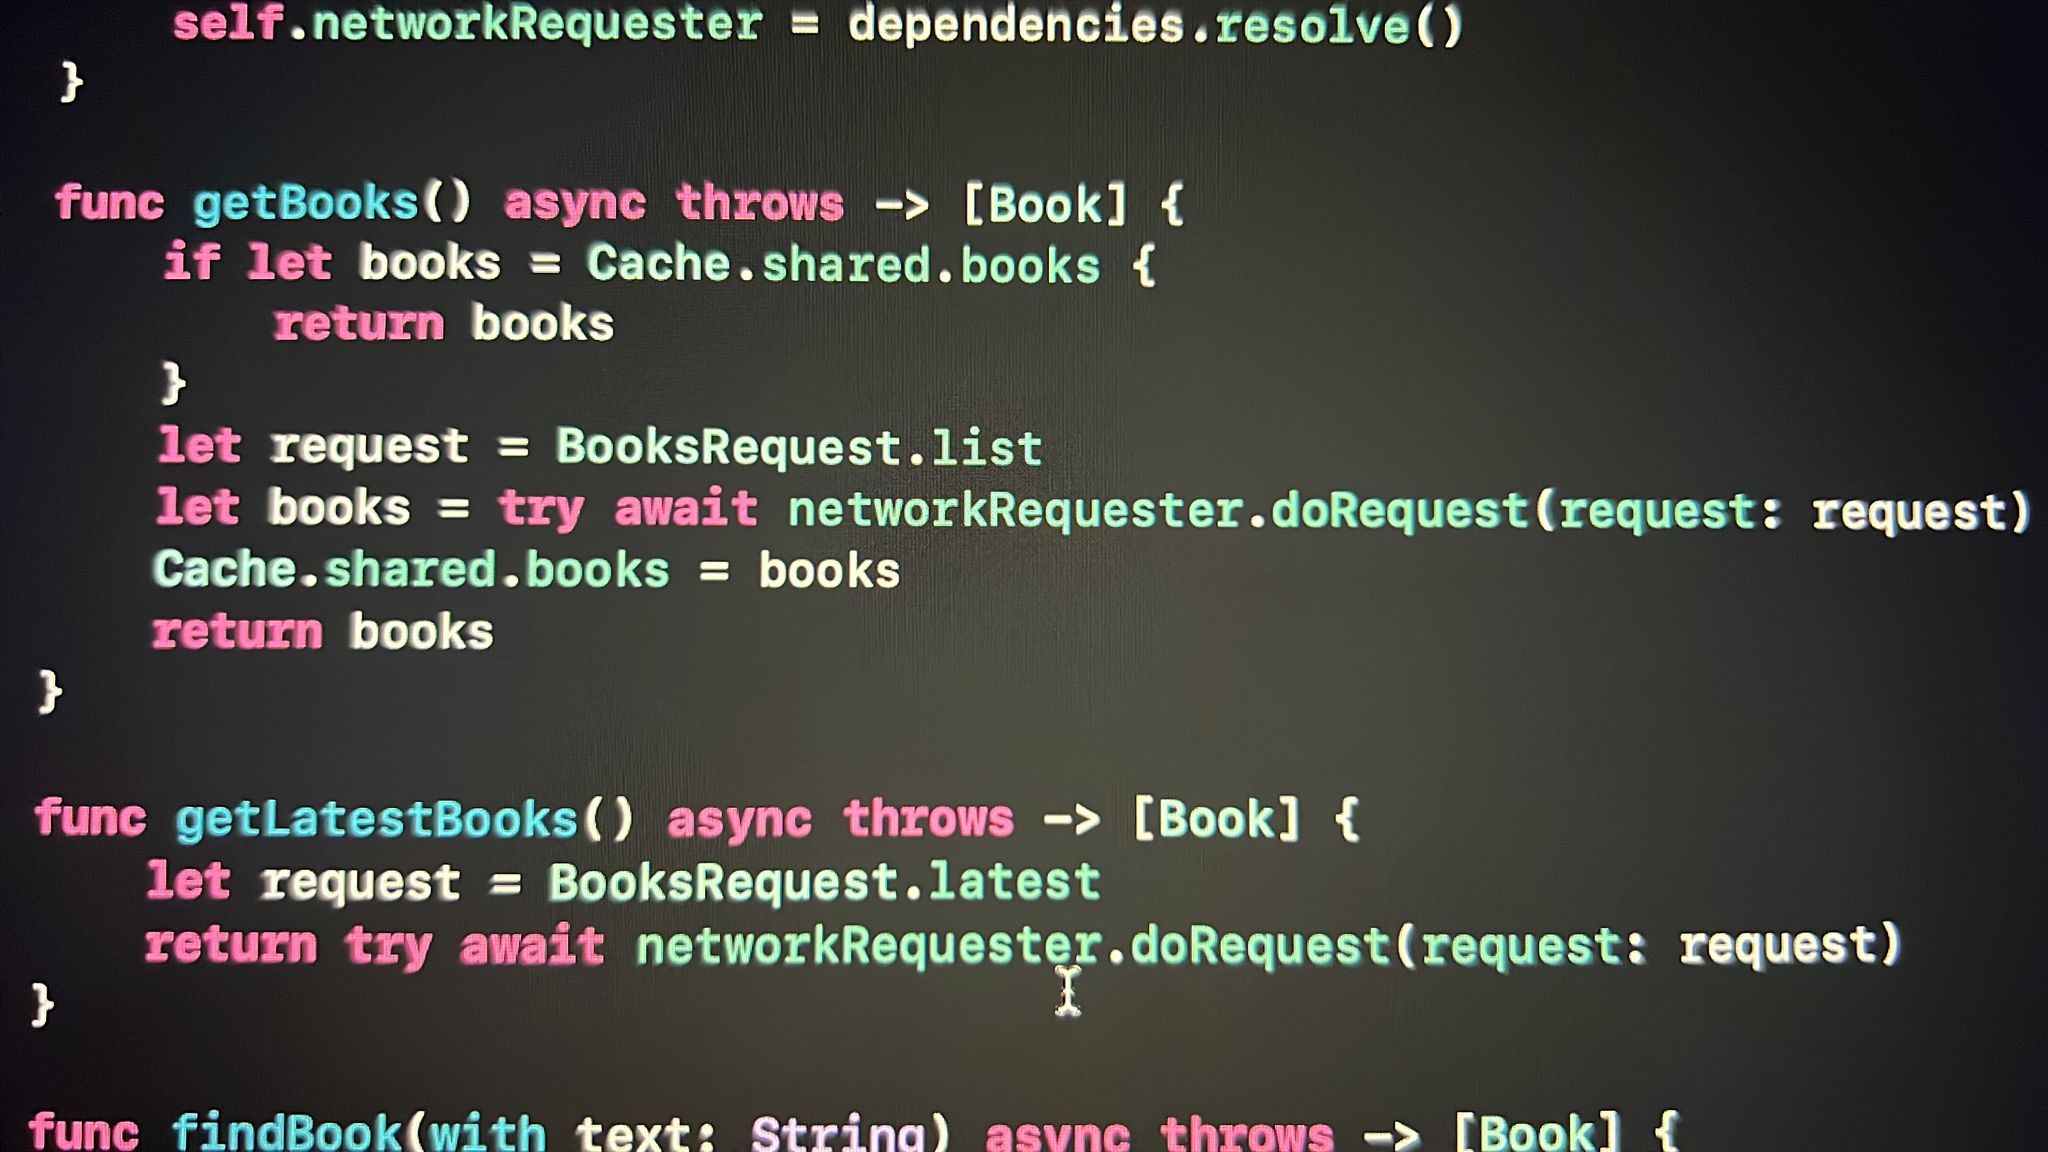 self.networkRequester = dependencies.resolve()
}
func getBooks() async throws -> [Book] {
if let books = Cache.shared.books {
return books
}
let request = BooksRequest.list
let books = try await networkRequester.doRequest(request: request)
Cache.shared.books = books
return books
}
func getLatestBooks() async throws -> [Book] {
let request = BooksRequest.latest
return try await networkRequester.doRequest(request: request)
}
func findBook(with text: String) async throws -> [Book] {